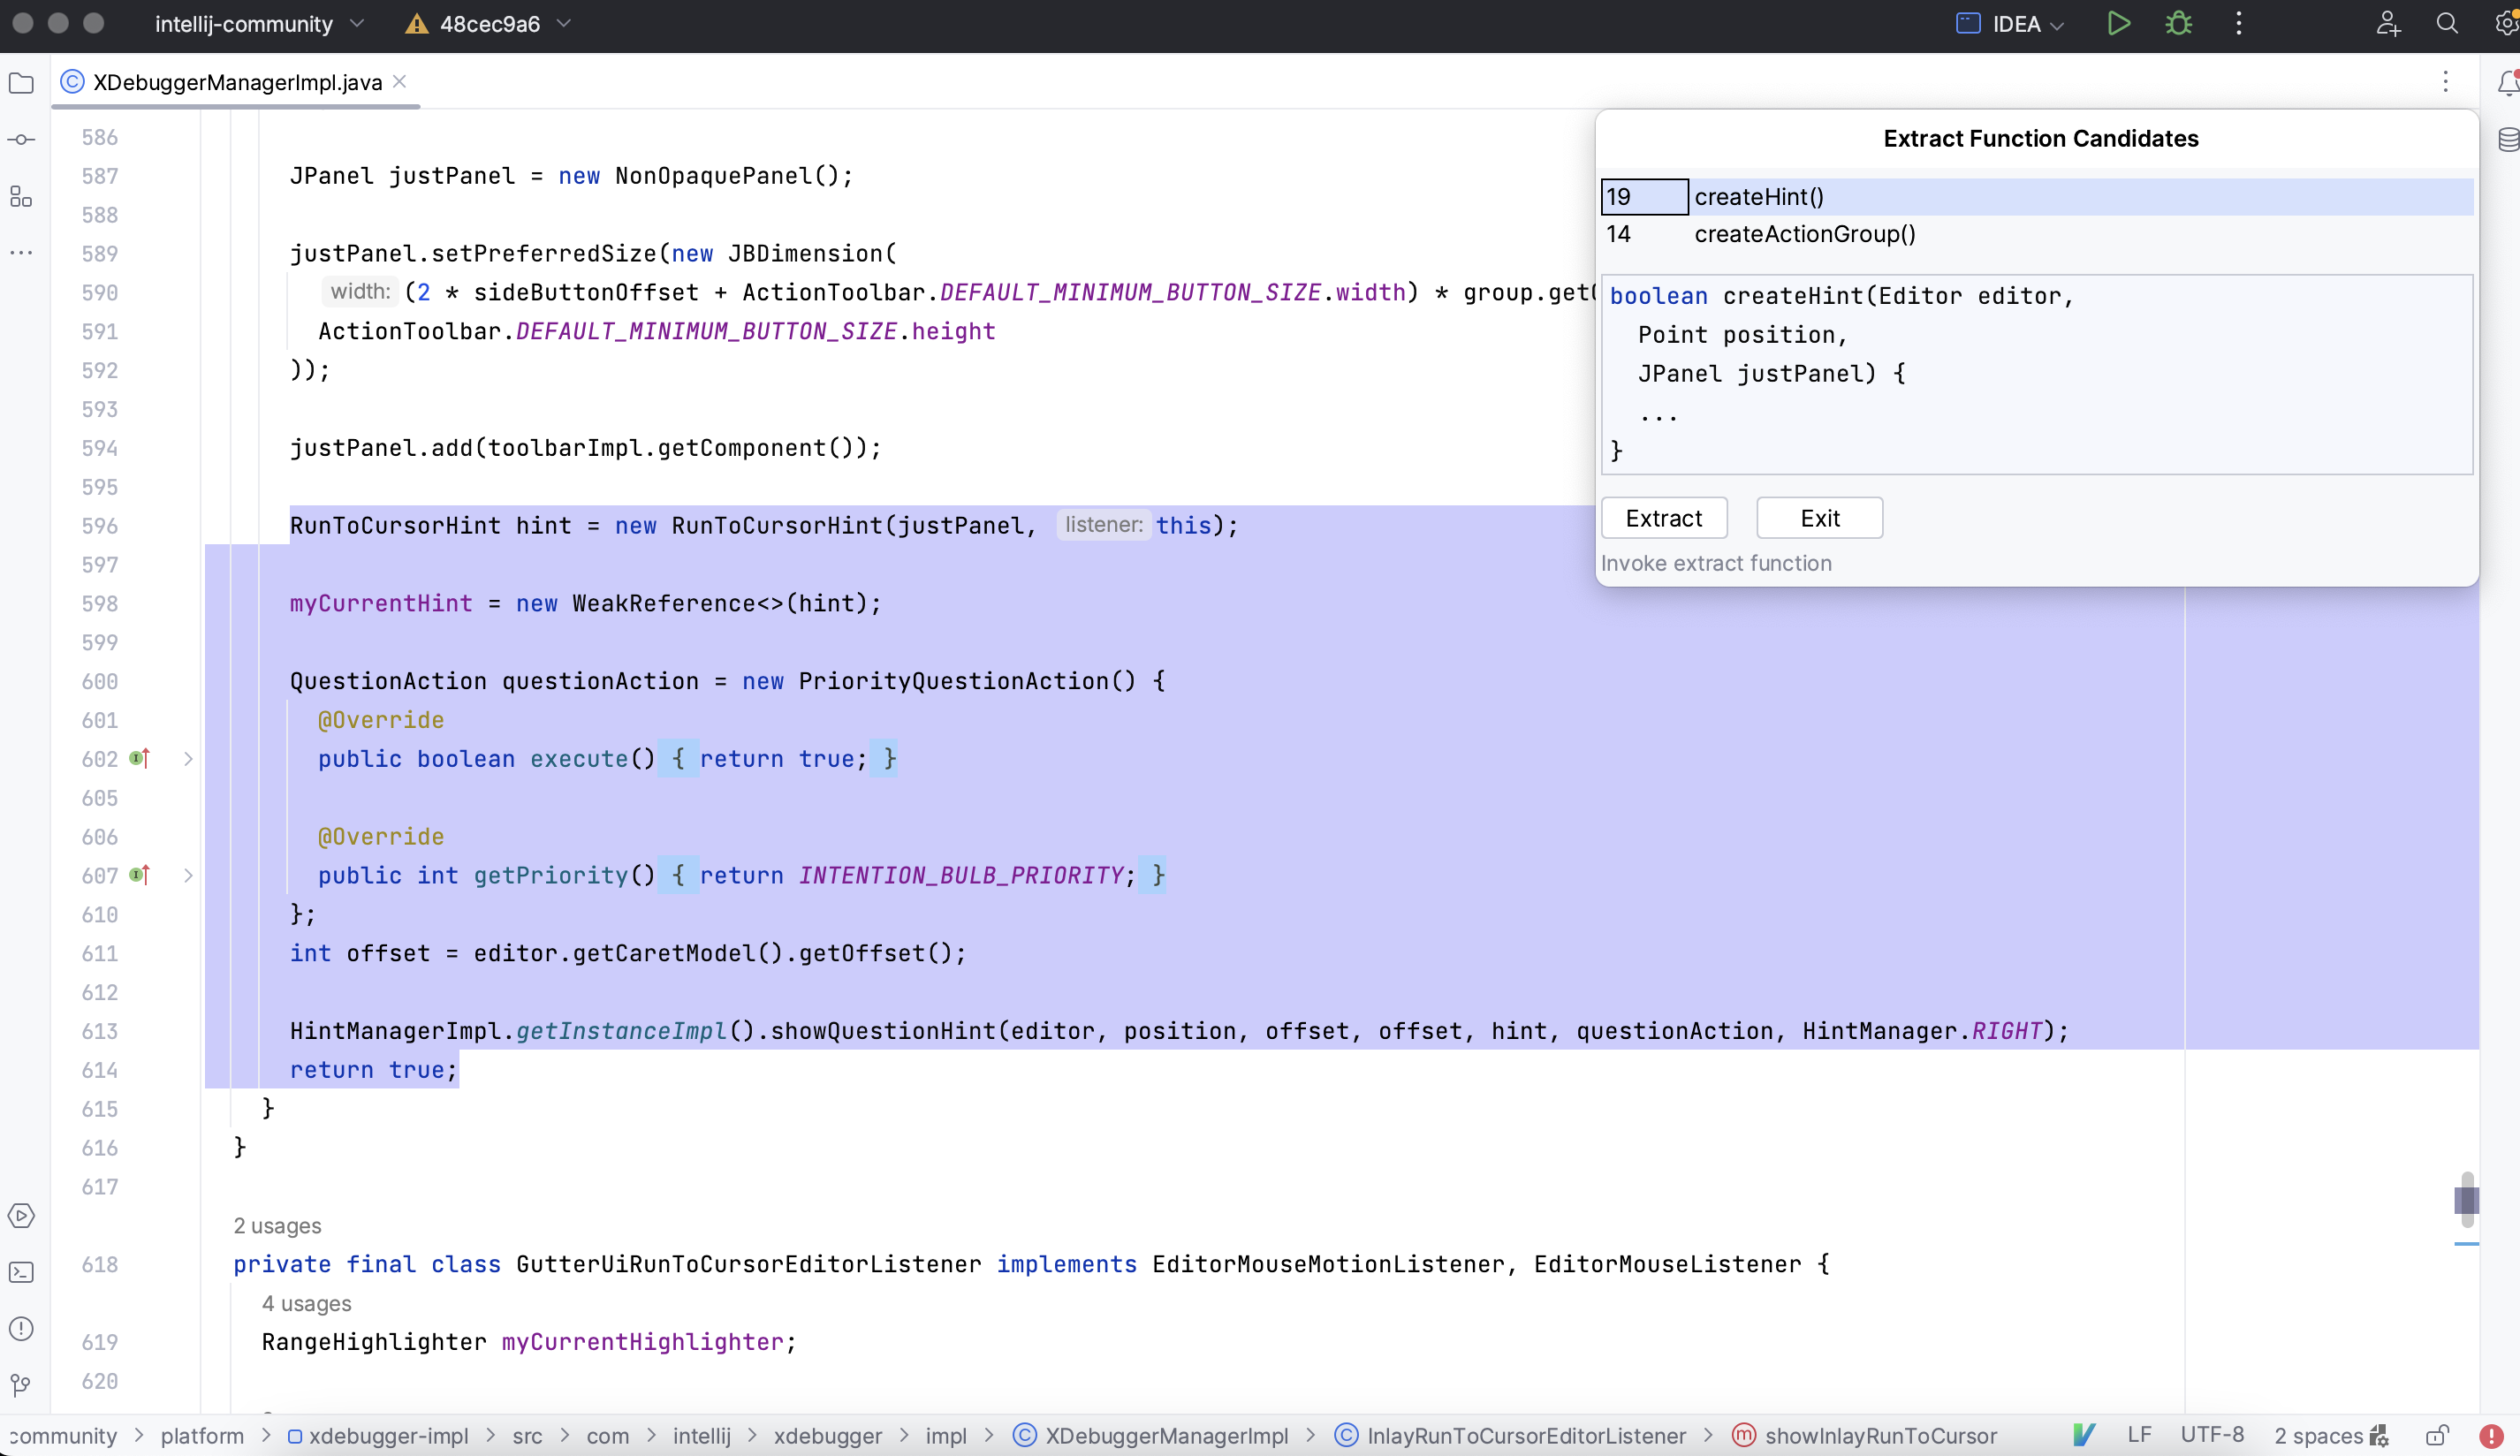 intellij-community
48cec9a6
IDEA
XDebuggerManagerImpl.java
586
587 JPanel justPanel = new NonOpaquePanel();
588
589 justPanel.setPreferredSize(new JBDimension(
590 width: (2 * sideButtonOffset + ActionToolbar.DEFAULT_MINIMUM_BUTTON_SIZE.width) * group.get
591 ActionToolbar.DEFAULT_MINIMUM_BUTTON_SIZE.height
592 ));
593
594 justPanel.add(toolbarImpl.getComponent());
595
596 RunToCursorHint hint = new RunToCursorHint(justPanel, listener: this);
597
598 myCurrentHint = new WeakReference<>(hint);
599
600 QuestionAction questionAction = new PriorityQuestionAction() {
601 @Override
602 public boolean execute() { return true; }
605
606 @Override
607 public int getPriority() { return INTENTION_BULB_PRIORITY; }
610 };
611 int offset = editor.getCaretModel().getOffset();
612
613 HintManagerImpl.getInstanceImpl().showQuestionHint(editor, position, offset, offset, hint, questionAction, HintManager.RIGHT);
614 return true;
615 }
616 }
617
2 usages
618 private final class GutterUiRunToCursorEditorListener implements EditorMouseMotionListener, EditorMouseListener {
4 usages
619 RangeHighlighter myCurrentHighlighter;
620
Extract Function Candidates
19 createHint()
14 createActionGroup()
boolean createHint(Editor editor,
Point position,
JPanel justPanel) {
...
}
Extract Exit
Invoke extract function
community > platform > xdebugger-impl > src > com > intellij > xdebugger > impl > XDebuggerManagerImpl > InlayRunToCursorEditorListener > showInlayRunToCursor LF UTF-8 2 spaces